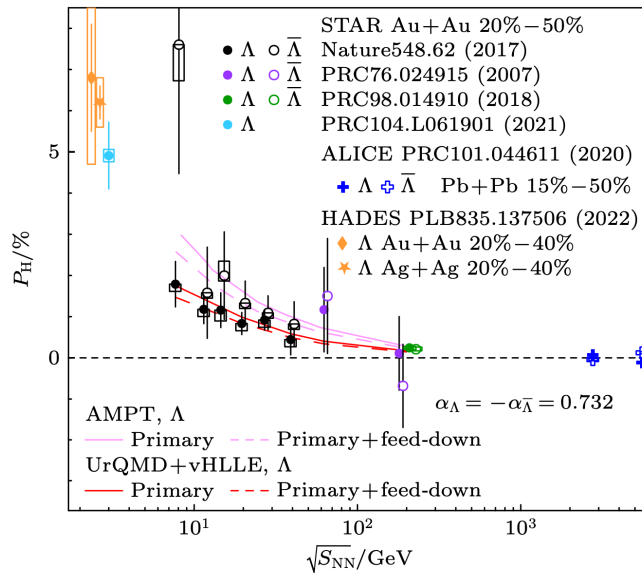 STAR Au+Au 20%−50%
Λ Λ̅ Nature548.62 (2017)
Λ Λ̅ PRC76.024915 (2007)
Λ Λ̅ PRC98.014910 (2018)
Λ PRC104.L061901 (2021)
ALICE PRC101.044611 (2020)
Λ Λ̅ Pb+Pb 15%−50%
HADES PLB835.137506 (2022)
Λ Au+Au 20%−40%
Λ Ag+Ag 20%−40%
5
P_H/%
0
α_Λ = −α_Λ̅ = 0.732
AMPT, Λ
Primary Primary+feed-down
UrQMD+vHLLE, Λ
Primary Primary+feed-down
10¹ 10² 10³
√S_NN/GeV